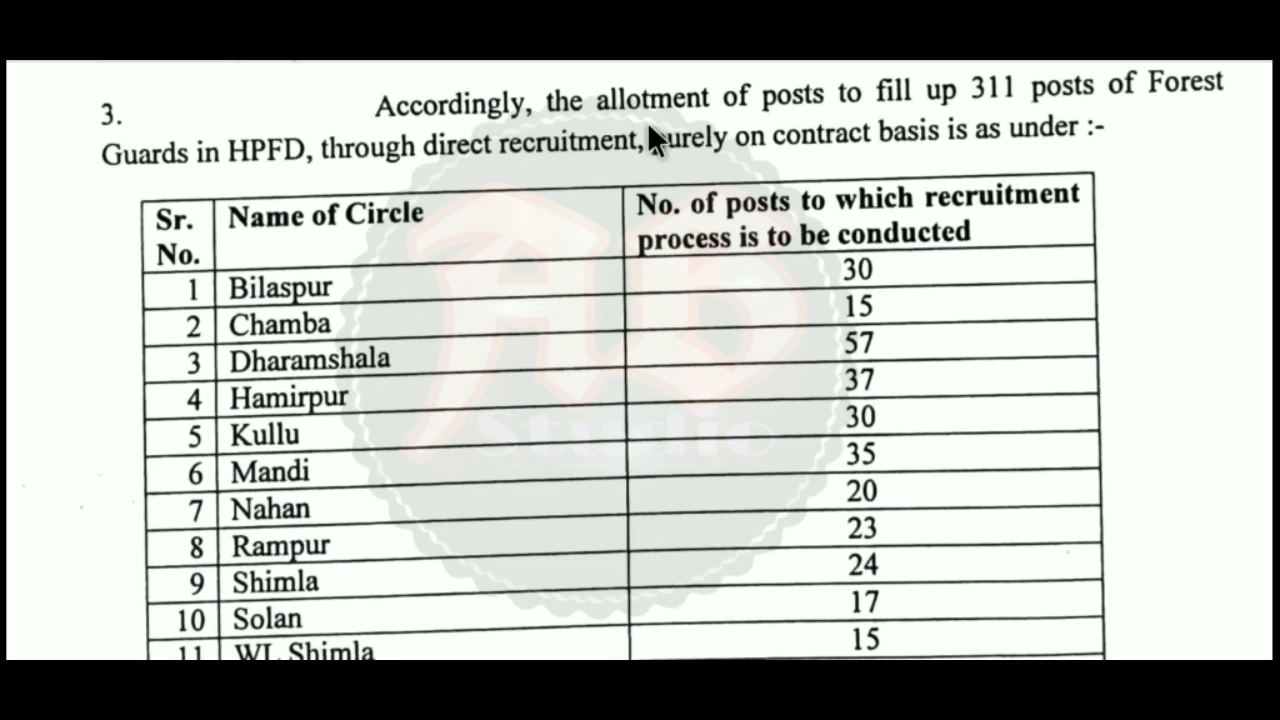 3. Accordingly, the allotment of posts to fill up 311 posts of Forest
Guards in HPFD, through direct recruitment, purely on contract basis is as under :-
Sr. No. Name of Circle No. of posts to which recruitment process is to be conducted
1 Bilaspur 30
2 Chamba 15
3 Dharamshala 57
4 Hamirpur 37
5 Kullu 30
6 Mandi 35
7 Nahan 20
8 Rampur 23
9 Shimla 24
10 Solan 17
11 WL Shimla 15
Studio